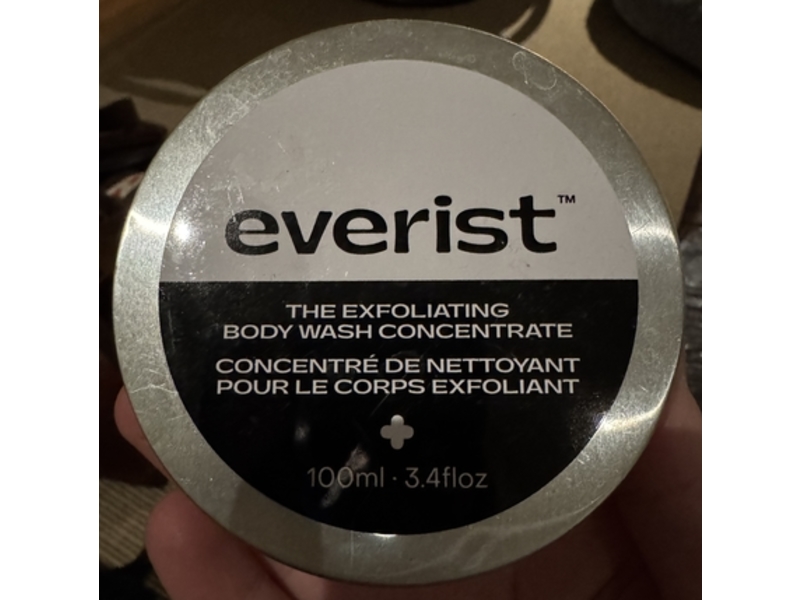 everist™
THE EXFOLIATING
BODY WASH CONCENTRATE
CONCENTRÉ DE NETTOYANT
POUR LE CORPS EXFOLIANT
100ml · 3.4floz